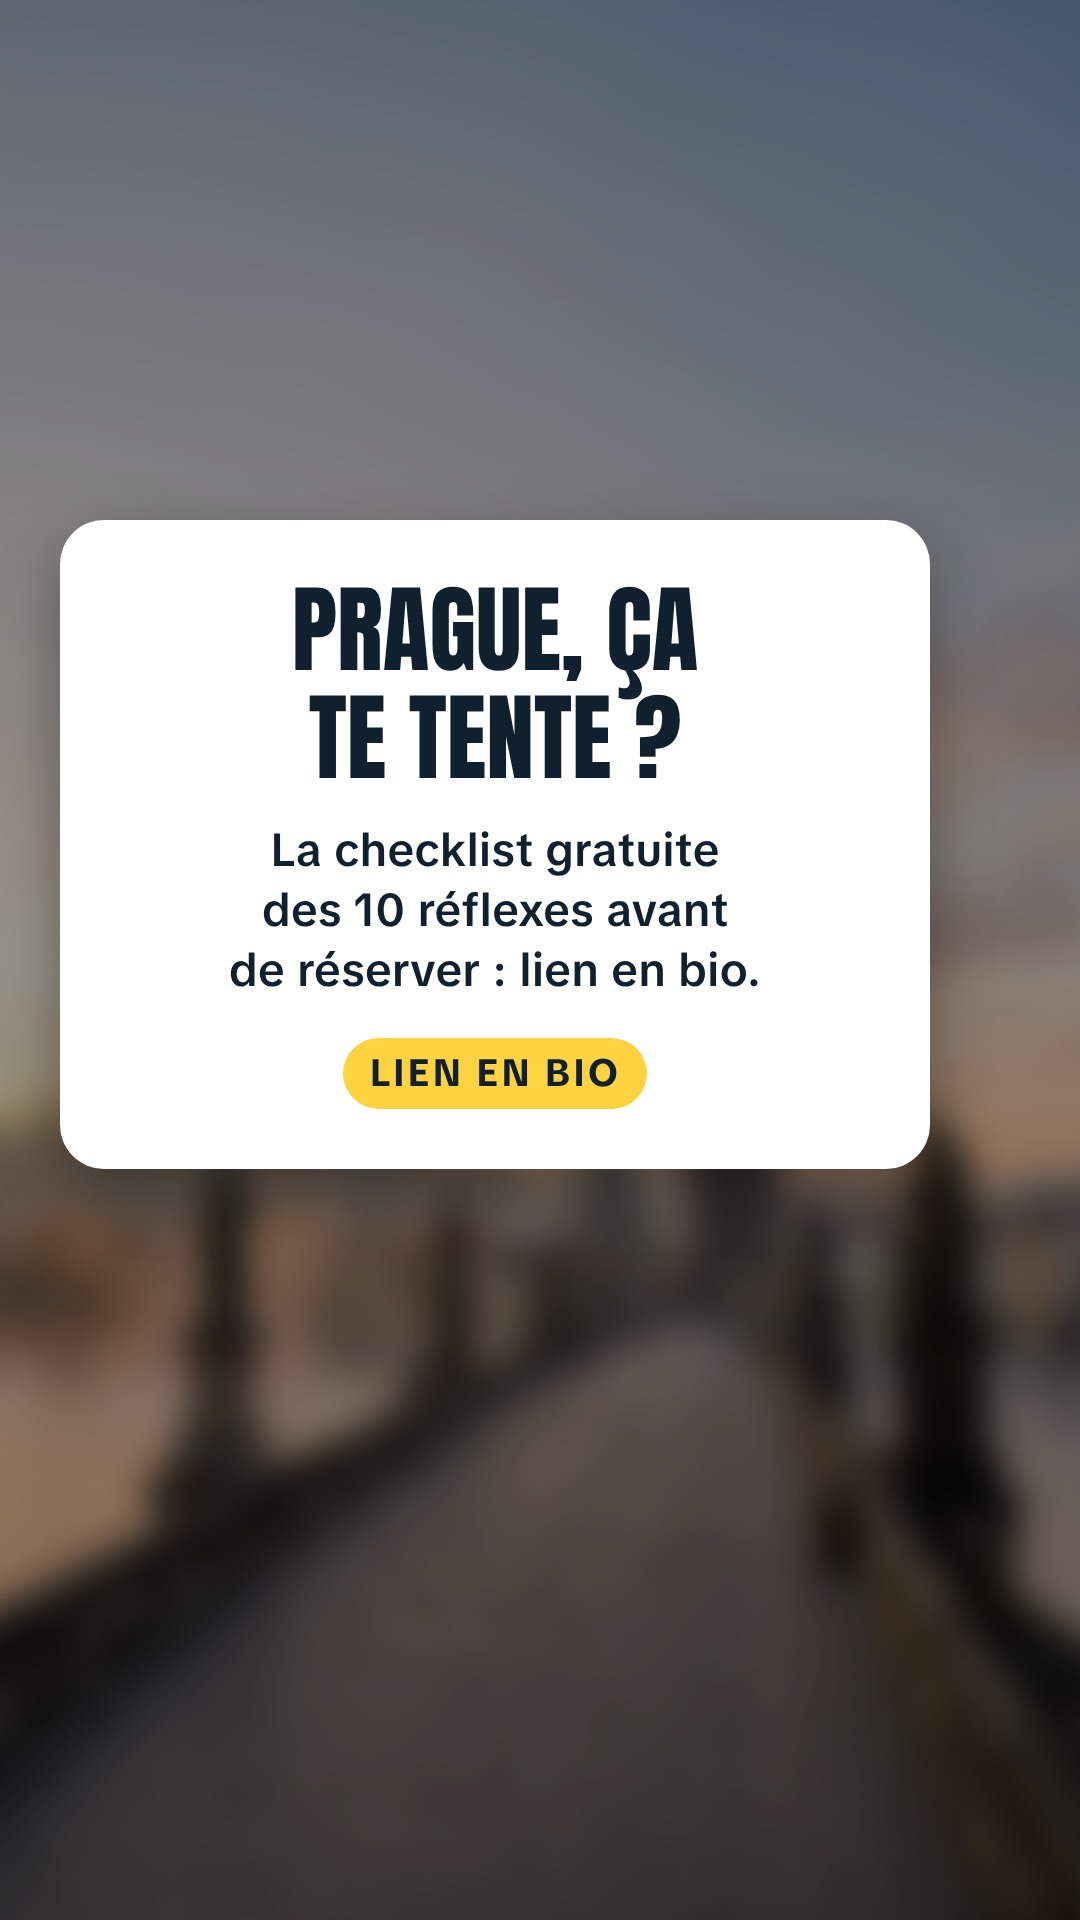 PRAGUE, ÇA
TE TENTE ?
La checklist gratuite
des 10 réflexes avant
de réserver : lien en bio.
LIEN EN BIO